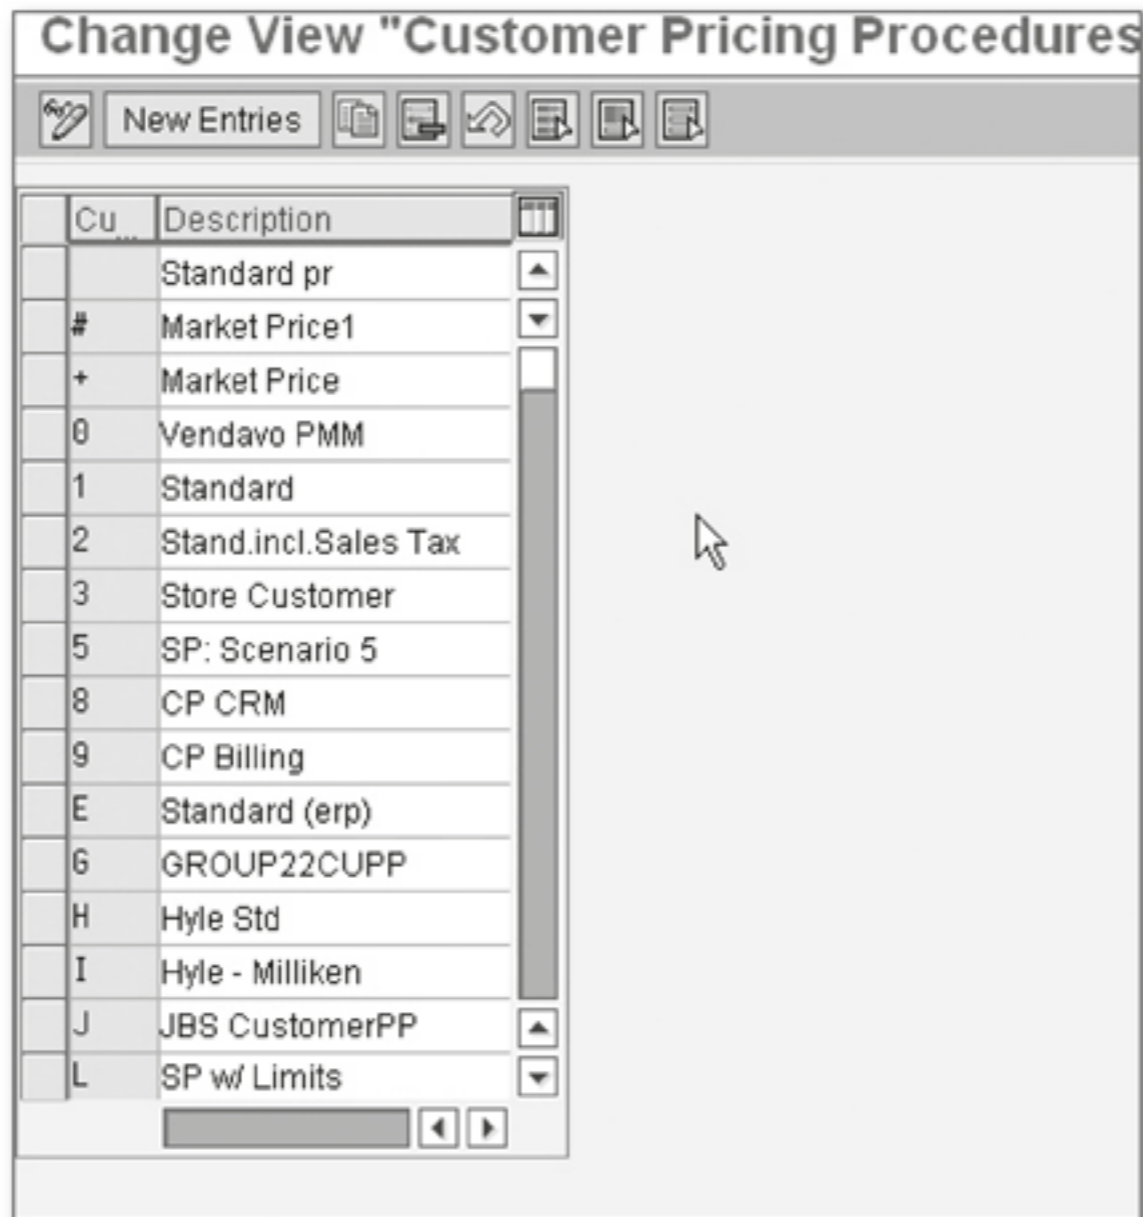 Change View "Customer Pricing Procedures
New Entries
Cu... Description
Standard pr
# Market Price1
+ Market Price
0 Vendavo PMM
1 Standard
2 Stand.incl.Sales Tax
3 Store Customer
5 SP: Scenario 5
8 CP CRM
9 CP Billing
E Standard (erp)
G GROUP22CUPP
H Hyle Std
I Hyle - Milliken
J JBS CustomerPP
L SP w/ Limits